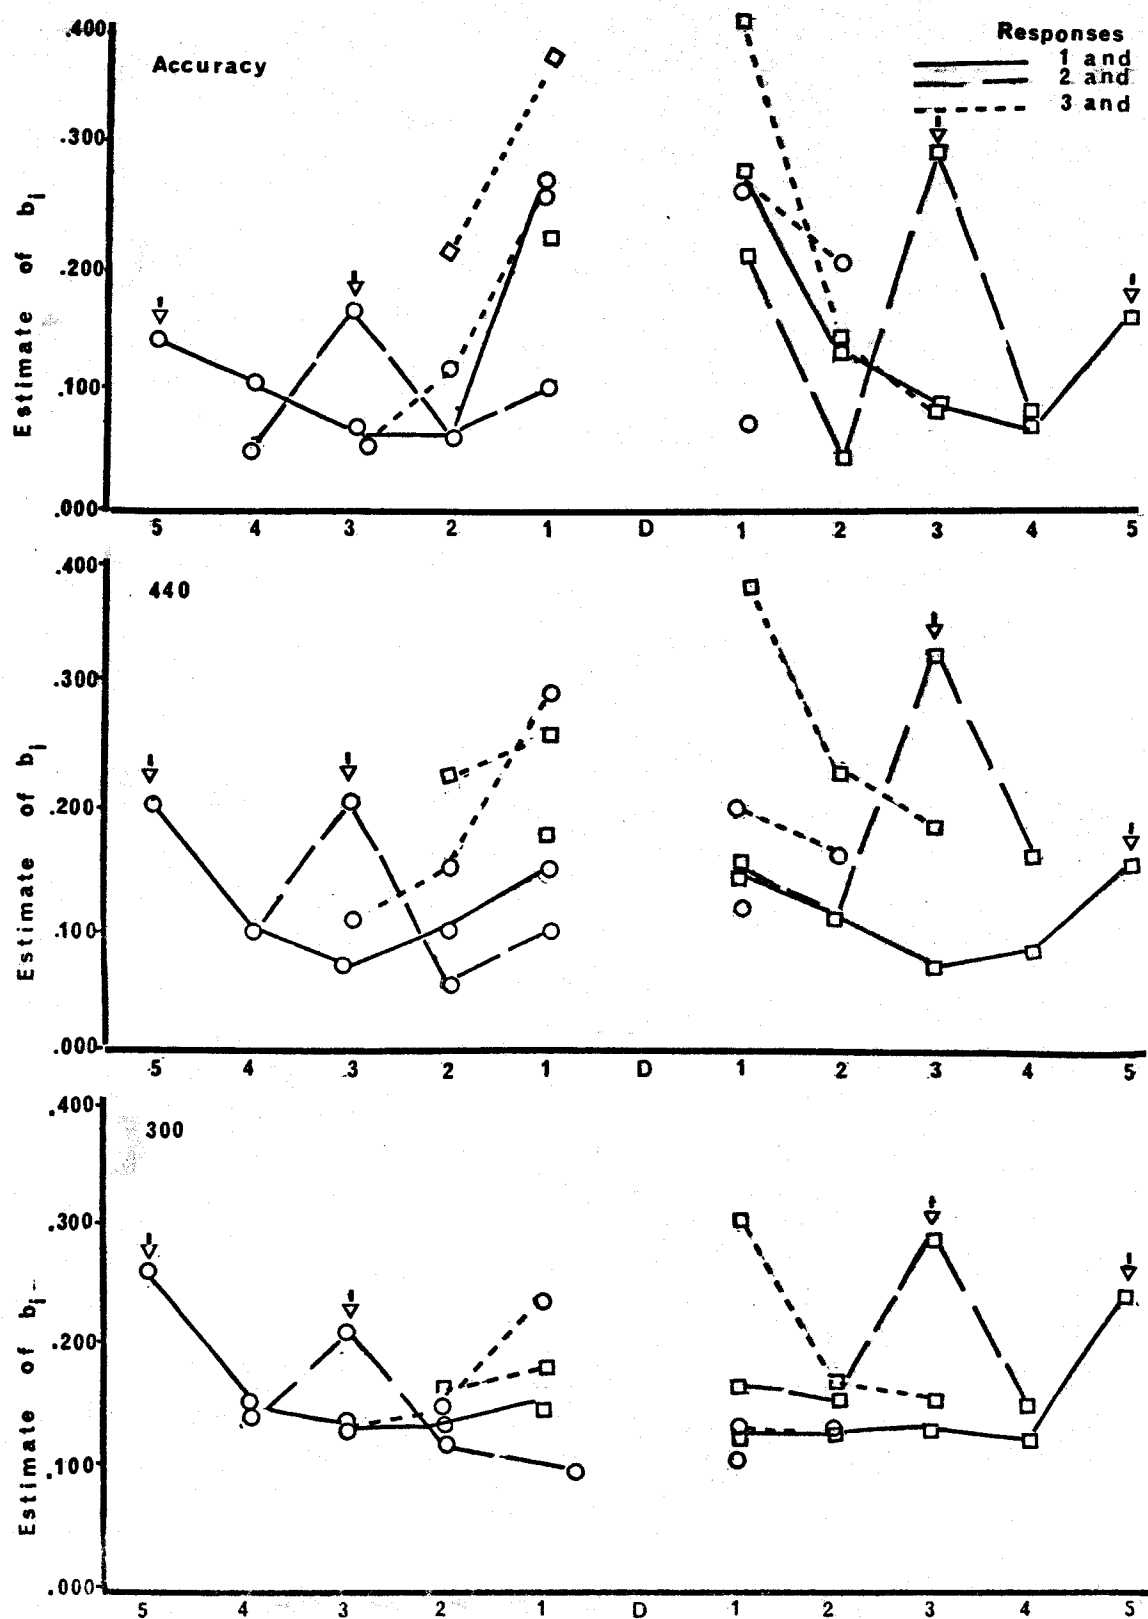 Accuracy
Responses
1 and
2 and
3 and
.400
.300
.200
.100
.000
Estimate of bi
5 4 3 2 1 D 1 2 3 4 5
440
.400
.300
.200
.100
.000
Estimate of bi
5 4 3 2 1 D 1 2 3 4 5
300
.400
.300
.200
.100
.000
Estimate of bi
5 4 3 2 1 D 1 2 3 4 5